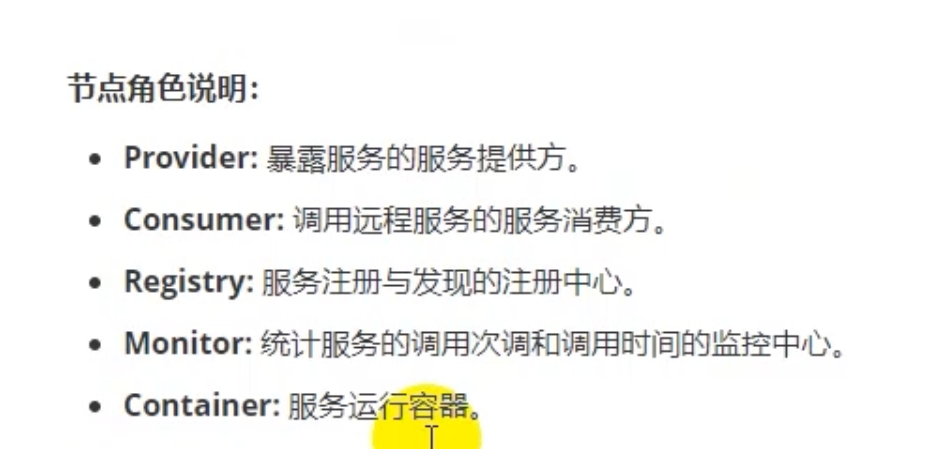 节点角色说明：
• Provider: 暴露服务的服务提供方。
• Consumer: 调用远程服务的服务消费方。
• Registry: 服务注册与发现的注册中心。
• Monitor: 统计服务的调用次调和调用时间的监控中心。
• Container: 服务运行容器。